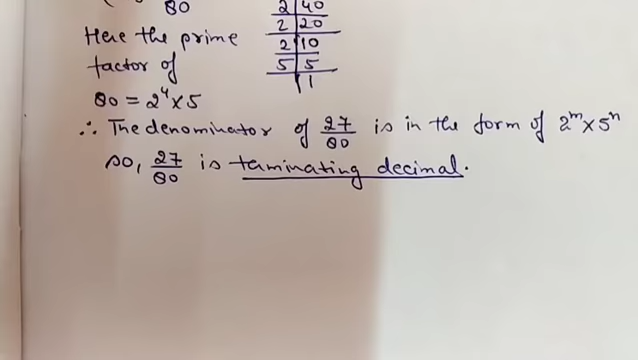 80
2 | 40
2 | 20
Here the prime 2 | 10
factor of 5 | 5
1
80 = 2⁴ × 5
∴ The denominator of 27/80 is in the form of 2ᵐ × 5ⁿ
so, 27/80 is taminating decimal.